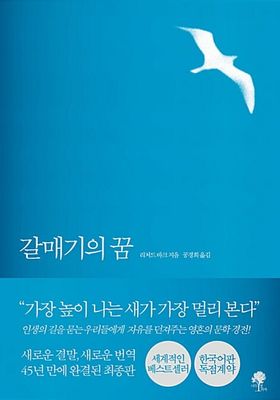 갈매기의 꿈
리처드 바크 지음 공경희 옮김
“가장 높이 나는 새가 가장 멀리 본다”
인생의 길을 묻는 우리들에게 자유를 던져주는 영혼의 문학 경전!
새로운 결말, 새로운 번역
45년 만에 완결된 최종판
세계적인
베스트셀러
한국어판
독점계약